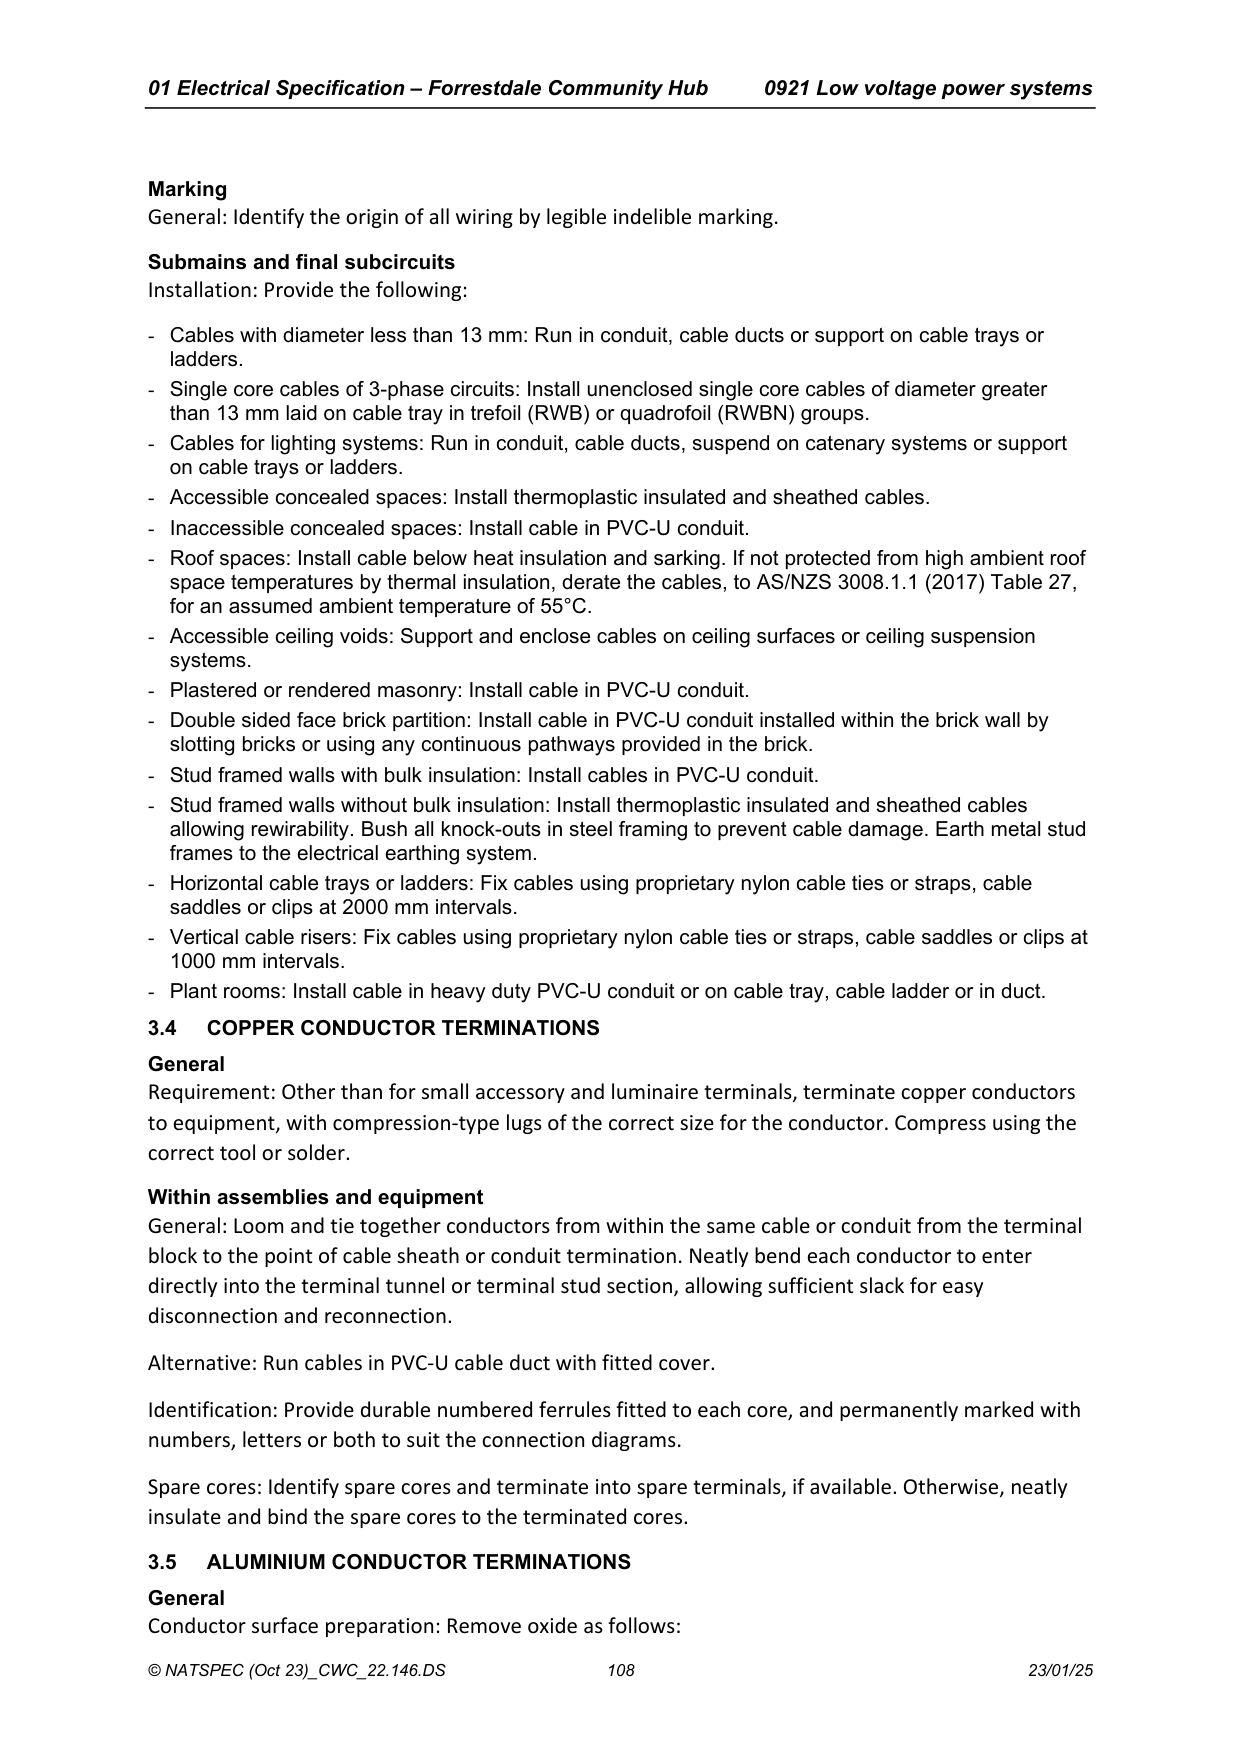 01 Electrical Specification – Forrestdale Community Hub 0921 Low voltage power systems
Marking
General: Identify the origin of all wiring by legible indelible marking.
Submains and final subcircuits
Installation: Provide the following:
- Cables with diameter less than 13 mm: Run in conduit, cable ducts or support on cable trays or
ladders.
- Single core cables of 3-phase circuits: Install unenclosed single core cables of diameter greater
than 13 mm laid on cable tray in trefoil (RWB) or quadrofoil (RWBN) groups.
- Cables for lighting systems: Run in conduit, cable ducts, suspend on catenary systems or support
on cable trays or ladders.
- Accessible concealed spaces: Install thermoplastic insulated and sheathed cables.
- Inaccessible concealed spaces: Install cable in PVC-U conduit.
- Roof spaces: Install cable below heat insulation and sarking. If not protected from high ambient roof
space temperatures by thermal insulation, derate the cables, to AS/NZS 3008.1.1 (2017) Table 27,
for an assumed ambient temperature of 55°C.
- Accessible ceiling voids: Support and enclose cables on ceiling surfaces or ceiling suspension
systems.
- Plastered or rendered masonry: Install cable in PVC-U conduit.
- Double sided face brick partition: Install cable in PVC-U conduit installed within the brick wall by
slotting bricks or using any continuous pathways provided in the brick.
- Stud framed walls with bulk insulation: Install cables in PVC-U conduit.
- Stud framed walls without bulk insulation: Install thermoplastic insulated and sheathed cables
allowing rewirability. Bush all knock-outs in steel framing to prevent cable damage. Earth metal stud
frames to the electrical earthing system.
- Horizontal cable trays or ladders: Fix cables using proprietary nylon cable ties or straps, cable
saddles or clips at 2000 mm intervals.
- Vertical cable risers: Fix cables using proprietary nylon cable ties or straps, cable saddles or clips at
1000 mm intervals.
- Plant rooms: Install cable in heavy duty PVC-U conduit or on cable tray, cable ladder or in duct.
3.4 COPPER CONDUCTOR TERMINATIONS
General
Requirement: Other than for small accessory and luminaire terminals, terminate copper conductors
to equipment, with compression-type lugs of the correct size for the conductor. Compress using the
correct tool or solder.
Within assemblies and equipment
General: Loom and tie together conductors from within the same cable or conduit from the terminal
block to the point of cable sheath or conduit termination. Neatly bend each conductor to enter
directly into the terminal tunnel or terminal stud section, allowing sufficient slack for easy
disconnection and reconnection.
Alternative: Run cables in PVC-U cable duct with fitted cover.
Identification: Provide durable numbered ferrules fitted to each core, and permanently marked with
numbers, letters or both to suit the connection diagrams.
Spare cores: Identify spare cores and terminate into spare terminals, if available. Otherwise, neatly
insulate and bind the spare cores to the terminated cores.
3.5 ALUMINIUM CONDUCTOR TERMINATIONS
General
Conductor surface preparation: Remove oxide as follows:
© NATSPEC (Oct 23)_CWC_22.146.DS 108 23/01/25